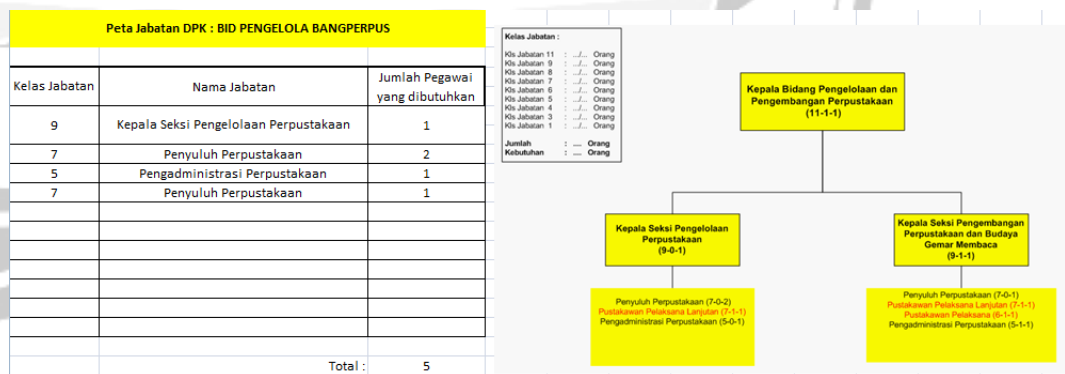 Peta Jabatan DPK : BID PENGELOLA BANGPERPUS
Kelas Jabatan Nama Jabatan Jumlah Pegawai yang dibutuhkan
9 Kepala Seksi Pengelolaan Perpustakaan 1
7 Penyuluh Perpustakaan 2
5 Pengadministrasi Perpustakaan 1
7 Penyuluh Perpustakaan 1
Total : 5
Kelas Jabatan :
Kls Jabatan 11 : .../... Orang
Kls Jabatan 9 : .../... Orang
Kls Jabatan 8 : .../... Orang
Kls Jabatan 7 : .../... Orang
Kls Jabatan 6 : .../... Orang
Kls Jabatan 5 : .../... Orang
Kls Jabatan 4 : .../... Orang
Kls Jabatan 3 : .../... Orang
Kls Jabatan 1 : .../... Orang
Jumlah : .... Orang
Kebutuhan : .... Orang
Kepala Bidang Pengelolaan dan
Pengembangan Perpustakaan
(11-1-1)
Kepala Seksi Pengelolaan
Perpustakaan
(9-0-1)
Kepala Seksi Pengembangan
Perpustakaan dan Budaya
Gemar Membaca
(9-1-1)
Penyuluh Perpustakaan (7-0-2)
Pustakawan Pelaksana Lanjutan (7-1-1)
Pengadministrasi Perpustakaan (5-0-1)
Penyuluh Perpustakaan (7-0-1)
Pustakawan Pelaksana Lanjutan (7-1-1)
Pustakawan Pelaksana (6-1-1)
Pengadministrasi Perpustakaan (5-1-1)